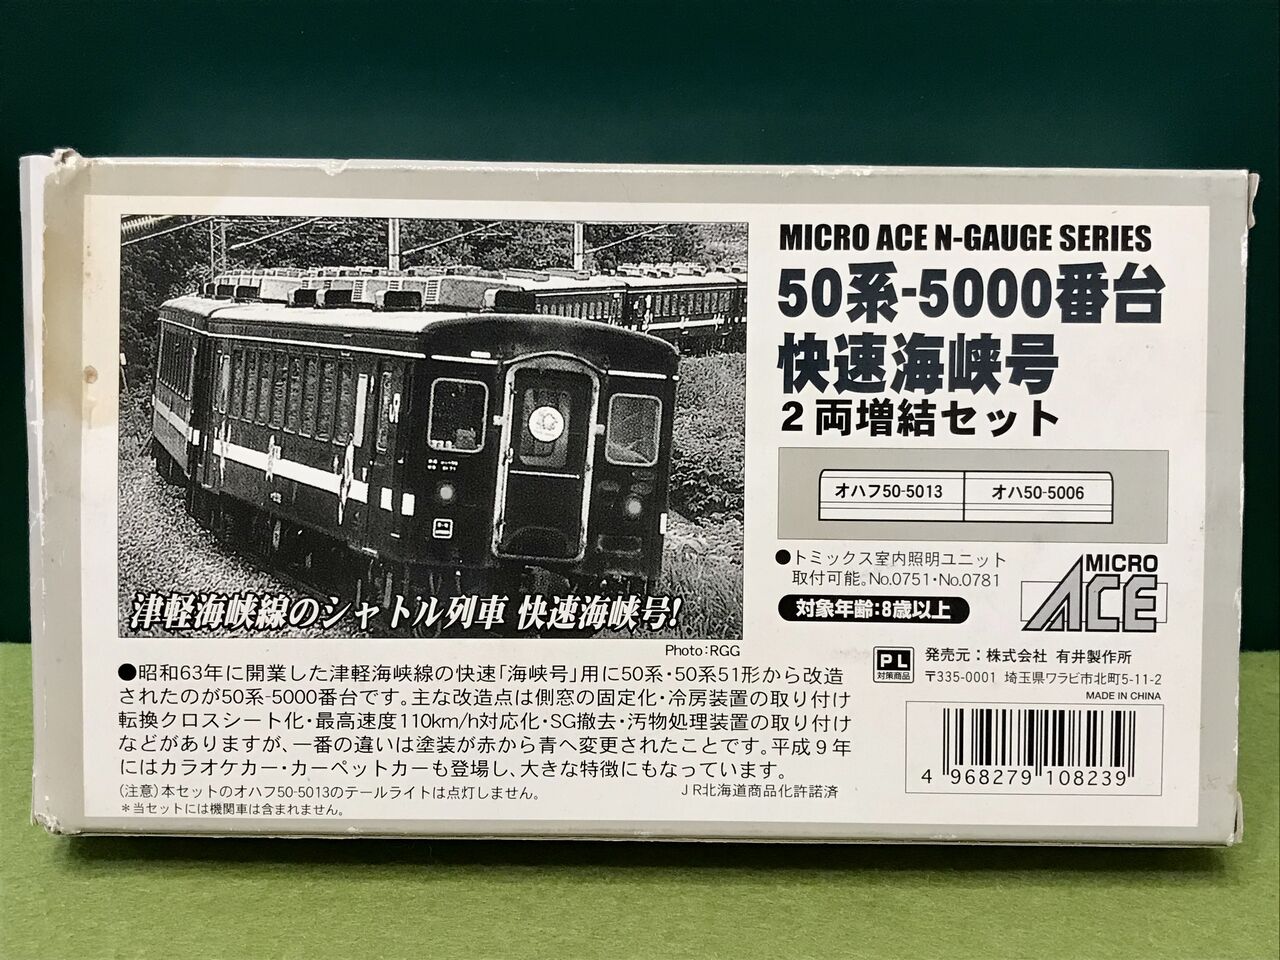 MICRO ACE N-GAUGE SERIES
50系-5000番台
快速海峡号
2両増結セット
オハフ50-5013
オハ50-5006
●トミックス室内照明ユニット
取付可能。No.0751・No.0781
対象年齢:8歳以上
MICRO
ACE
津軽海峡線のシャトル列車 快速海峡号!
Photo:RGG
●昭和63年に開業した津軽海峡線の快速「海峡号」用に50系・50系51形から改造
されたのが50系-5000番台です。主な改造点は側窓の固定化・冷房装置の取り付け
転換クロスシート化・最高速度110km/h対応化・SG撤去・汚物処理装置の取り付け
などがありますが、一番の違いは塗装が赤から青へ変更されたことです。平成9年
にはカラオケカー・カーペットカーも登場し、大きな特徴にもなっています。
(注意)本セットのオハフ50-5013のテールライトは点灯しません。
JR北海道商品化許諾済
*当セットには機関車は含まれません。
PL
対策商品
発売元:株式会社 有井製作所
〒335-0001 埼玉県ワラビ市北町5-11-2
MADE IN CHINA
4 968279 108239